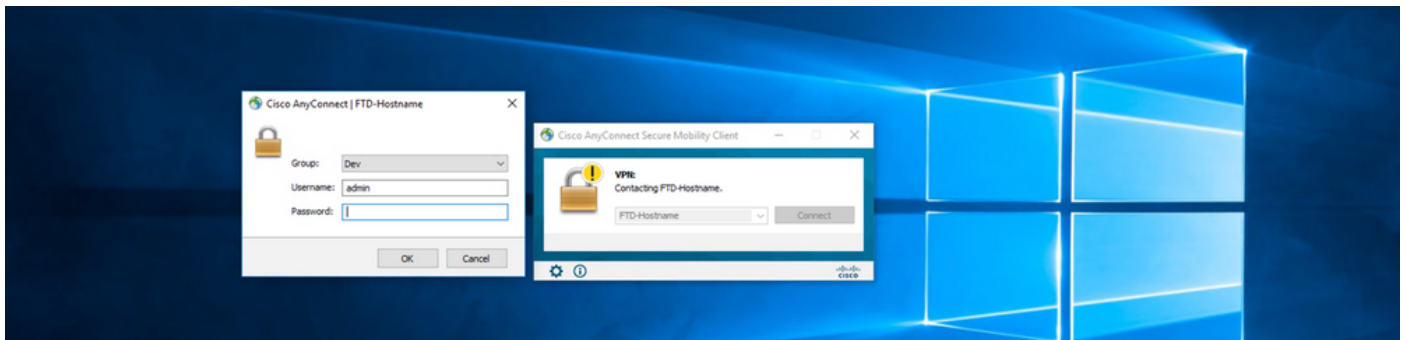 Cisco AnyConnect | FTD-Hostname
Group: Dev
Username: admin
Password:
OK Cancel
Cisco AnyConnect Secure Mobility Client
VPN:
Contacting FTD-Hostname.
FTD-Hostname Connect
CISCO